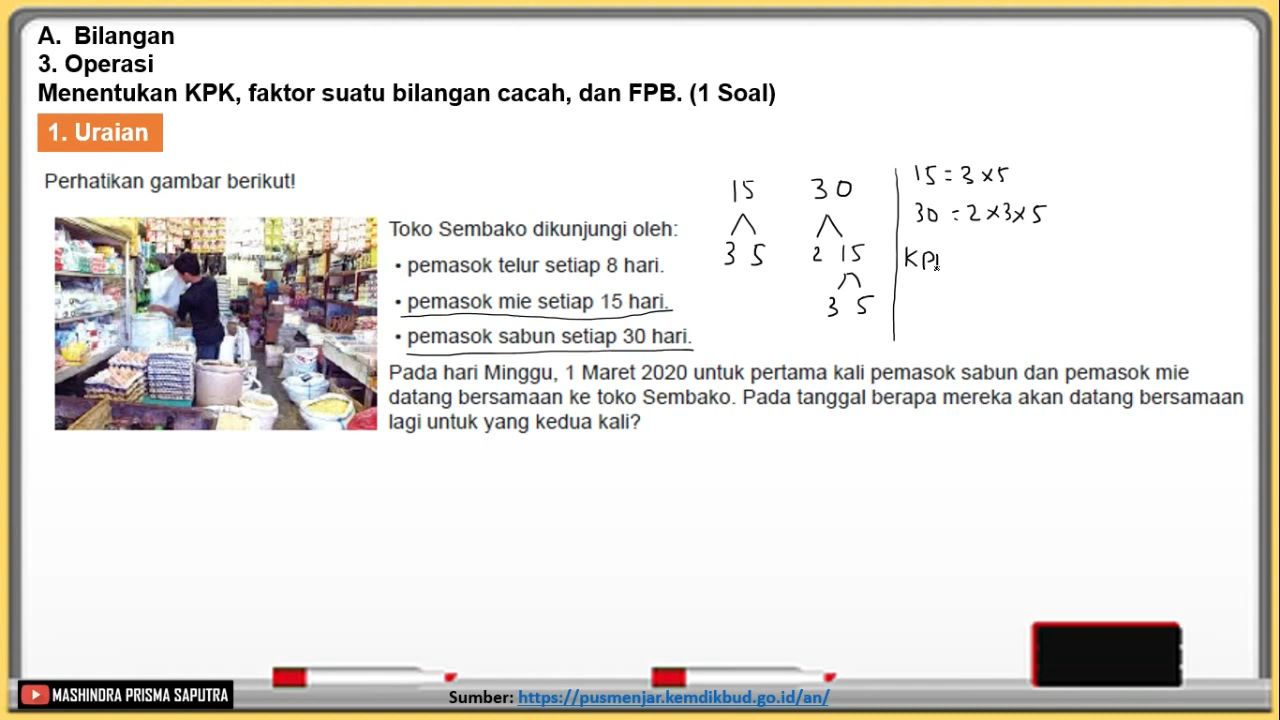 A. Bilangan
3. Operasi
Menentukan KPK, faktor suatu bilangan cacah, dan FPB. (1 Soal)
1. Uraian
Perhatikan gambar berikut!
Toko Sembako dikunjungi oleh:
• pemasok telur setiap 8 hari.
• pemasok mie setiap 15 hari.
• pemasok sabun setiap 30 hari.
Pada hari Minggu, 1 Maret 2020 untuk pertama kali pemasok sabun dan pemasok mie
datang bersamaan ke toko Sembako. Pada tanggal berapa mereka akan datang bersamaan
lagi untuk yang kedua kali?
15 30
3 5 2 15
3 5
15 = 3 x 5
30 = 2 x 3 x 5
KP
MASHINDRA PRISMA SAPUTRA
Sumber: https://pusmenjar.kemdikbud.go.id/an/